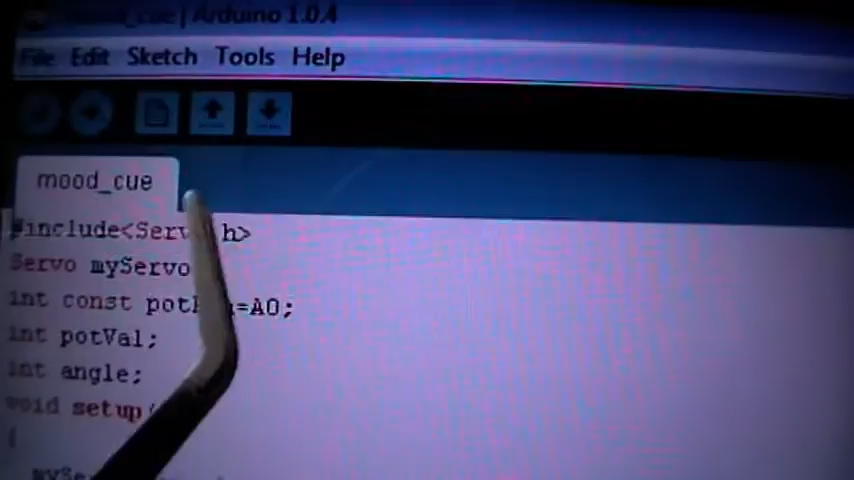 mood_cue | Arduino 1.0.4
File Edit Sketch Tools Help
mood_cue
#include<Serv h>
Servo myServo
int const pot =A0;
int potVal;
int angle;
void setup(
{